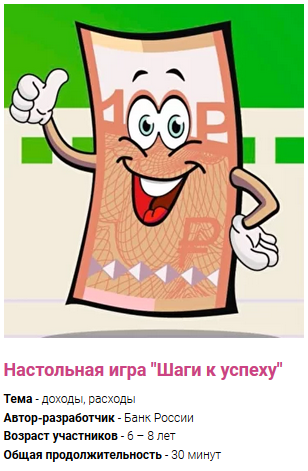 1 ₽
₽
Настольная игра "Шаги к успеху"
Тема - доходы, расходы
Автор-разработчик - Банк России
Возраст участников - 6 – 8 лет
Общая продолжительность - 30 минут